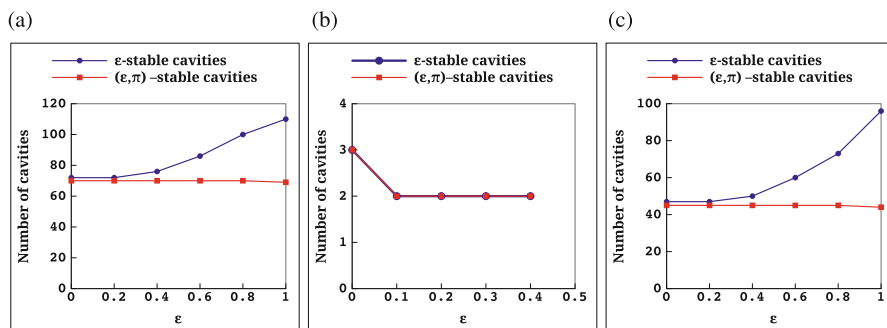 (a)
ε-stable cavities
(ε,π) –stable cavities
Number of cavities
120
100
80
60
40
20
0
0 0.2 0.4 0.6 0.8 1
ε
(b)
ε-stable cavities
(ε,π)–stable cavities
Number of cavities
4
3
2
1
0
0 0.1 0.2 0.3 0.4 0.5
ε
(c)
ε-stable cavities
(ε,π) –stable cavities
Number of cavities
100
80
60
40
20
0
0 0.2 0.4 0.6 0.8 1
ε